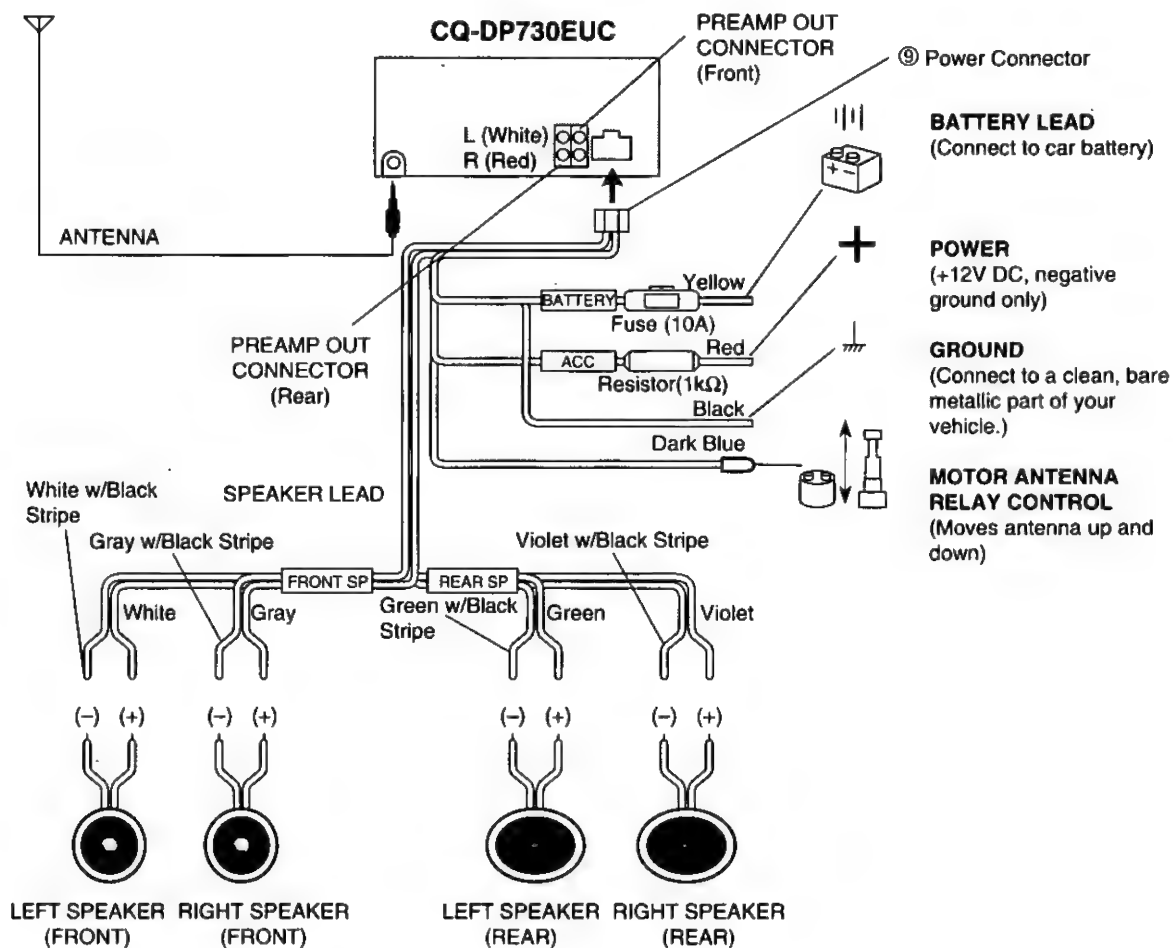 CQ-DP730EUC
PREAMP OUT
CONNECTOR
(Front)
⑨ Power Connector
L (White)
R (Red)
ANTENNA
BATTERY LEAD
(Connect to car battery)
+ −
POWER
(+12V DC, negative
ground only)
Yellow
BATTERY
Fuse (10A)
PREAMP OUT
CONNECTOR
(Rear)
Red
ACC
Resistor(1kΩ)
GROUND
(Connect to a clean, bare
metallic part of your
vehicle.)
Black
Dark Blue
MOTOR ANTENNA
RELAY CONTROL
(Moves antenna up and
down)
White w/Black
Stripe
SPEAKER LEAD
Gray w/Black Stripe
Violet w/Black Stripe
FRONT SP
REAR SP
White
Gray
Green w/Black
Stripe
Green
Violet
(−) (+) (−) (+) (−) (+) (−) (+)
LEFT SPEAKER
(FRONT)
RIGHT SPEAKER
(FRONT)
LEFT SPEAKER
(REAR)
RIGHT SPEAKER
(REAR)